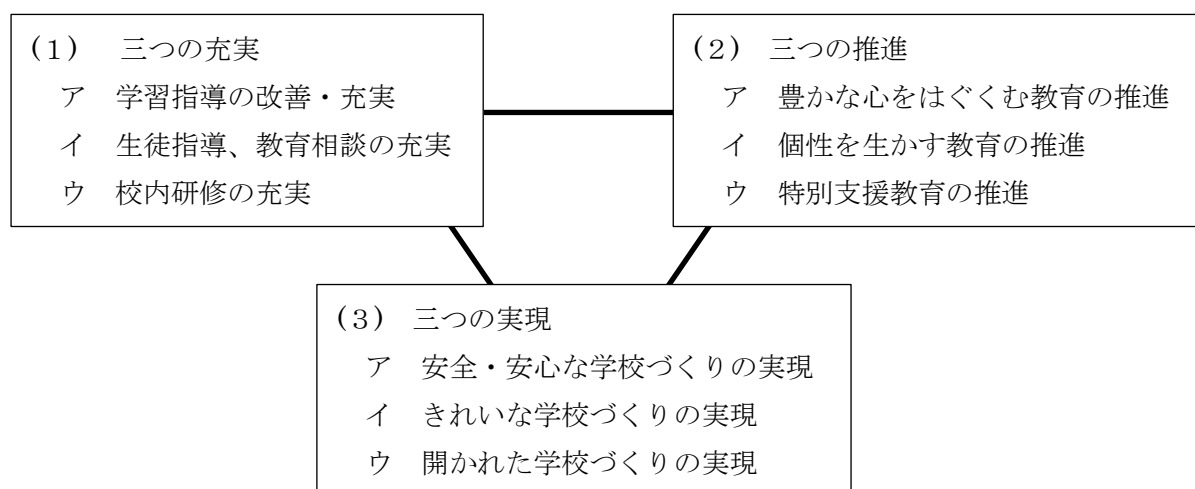 (1) 三つの充実
ア 学習指導の改善・充実
イ 生徒指導、教育相談の充実
ウ 校内研修の充実
(2) 三つの推進
ア 豊かな心をはぐくむ教育の推進
イ 個性を生かす教育の推進
ウ 特別支援教育の推進
(3) 三つの実現
ア 安全・安心な学校づくりの実現
イ きれいな学校づくりの実現
ウ 開かれた学校づくりの実現